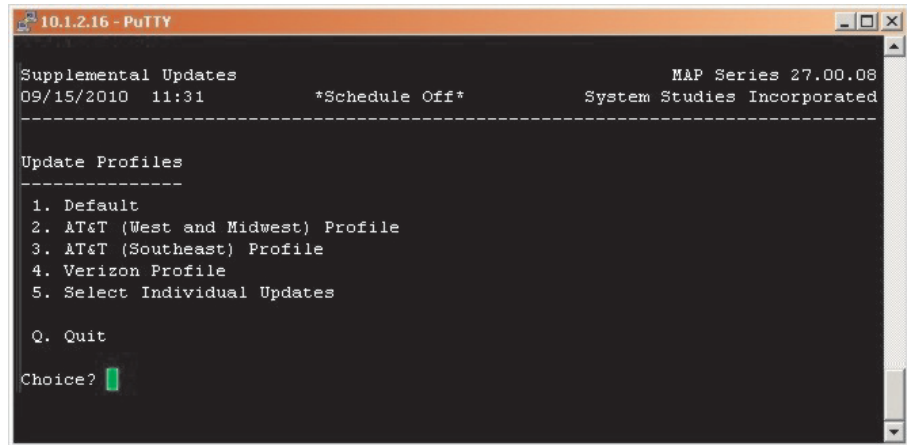 10.1.2.16 - PuTTY
Supplemental Updates MAP Series 27.00.08
09/15/2010 11:31 *Schedule Off* System Studies Incorporated
--------------------------------------------------------------------------------
Update Profiles
---------------
1. Default
2. AT&T (West and Midwest) Profile
3. AT&T (Southeast) Profile
4. Verizon Profile
5. Select Individual Updates
Q. Quit
Choice?